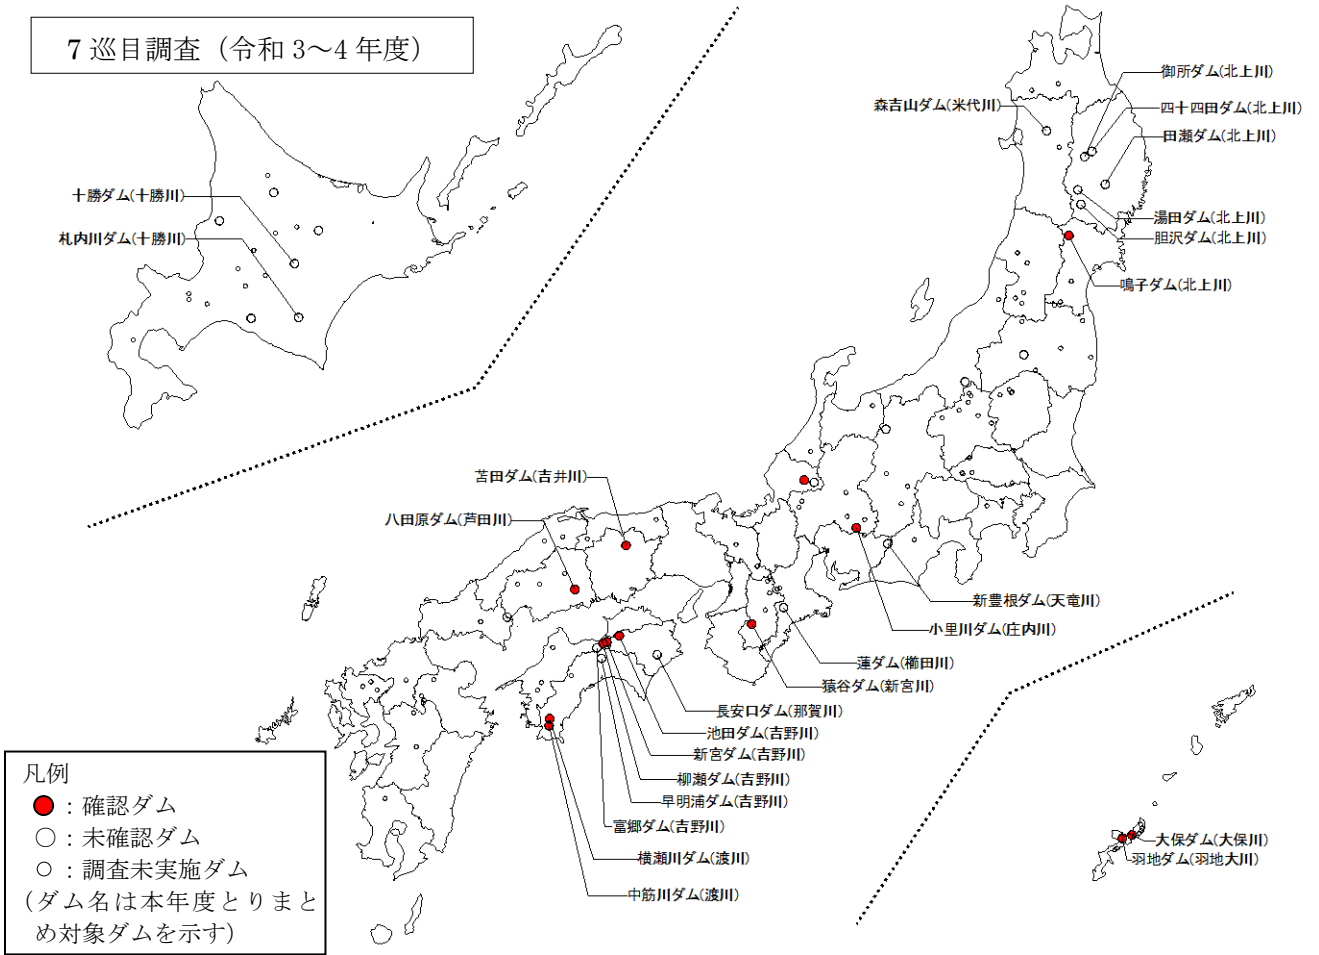 7 巡目調査（令和 3～4 年度）
御所ダム(北上川)
森吉山ダム(米代川)
四十四田ダム(北上川)
田瀬ダム(北上川)
十勝ダム(十勝川)
湯田ダム(北上川)
札内川ダム(十勝川)
胆沢ダム(北上川)
鳴子ダム(北上川)
苫田ダム(吉井川)
八田原ダム(芦田川)
新豊根ダム(天竜川)
小里川ダム(庄内川)
蓮ダム(櫛田川)
猿谷ダム(新宮川)
長安口ダム(那賀川)
池田ダム(吉野川)
新宮ダム(吉野川)
柳瀬ダム(吉野川)
早明浦ダム(吉野川)
富郷ダム(吉野川)
横瀬川ダム(渡川)
中筋川ダム(渡川)
大保ダム(大保川)
羽地ダム(羽地大川)
凡例
：確認ダム
：未確認ダム
：調査未実施ダム
(ダム名は本年度とりまと
め対象ダムを示す)